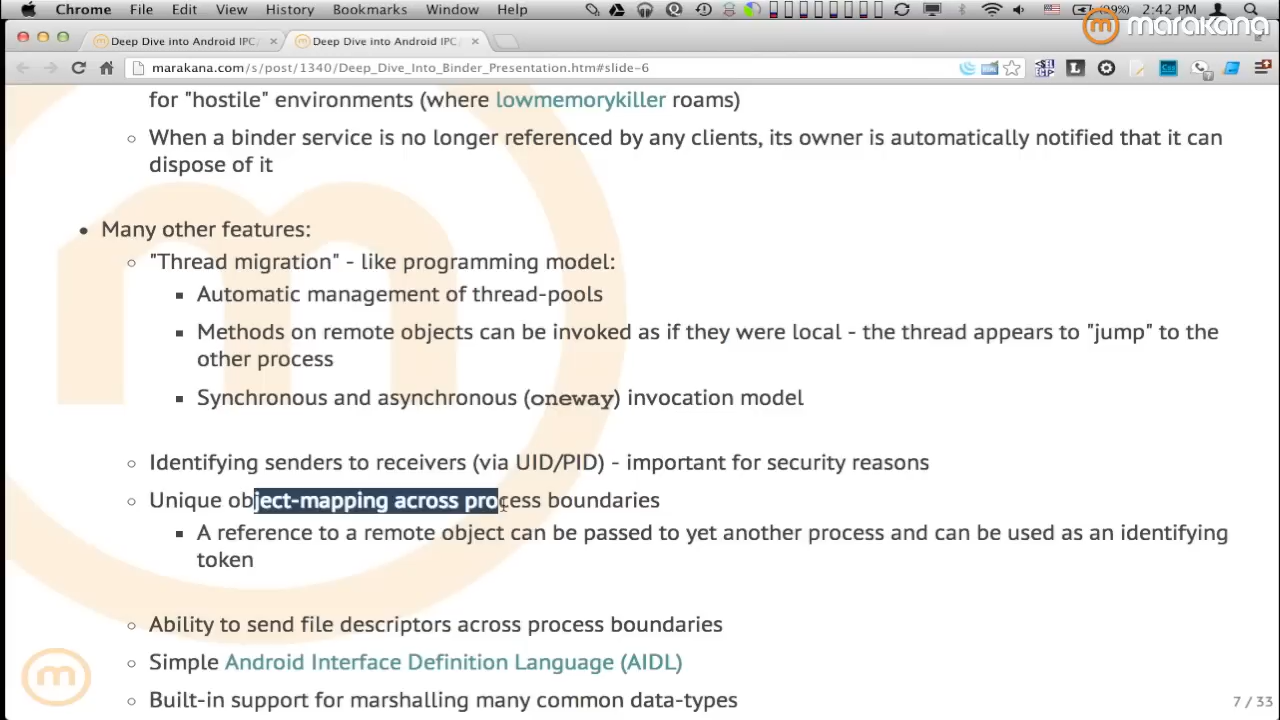 Chrome File Edit View History Bookmarks Window Help (99%) 2:42 PM
marakana
Deep Dive into Android IPC/ × Deep Dive into Android IPC/ ×
marakana.com/s/post/1340/Deep_Dive_Into_Binder_Presentation.htm#slide-6
for "hostile" environments (where lowmemorykiller roams)
When a binder service is no longer referenced by any clients, its owner is automatically notified that it can
dispose of it
Many other features:
"Thread migration" - like programming model:
Automatic management of thread-pools
Methods on remote objects can be invoked as if they were local - the thread appears to "jump" to the
other process
Synchronous and asynchronous (oneway) invocation model
Identifying senders to receivers (via UID/PID) - important for security reasons
Unique object-mapping across process boundaries
A reference to a remote object can be passed to yet another process and can be used as an identifying
token
Ability to send file descriptors across process boundaries
Simple Android Interface Definition Language (AIDL)
Built-in support for marshalling many common data-types
7 / 33